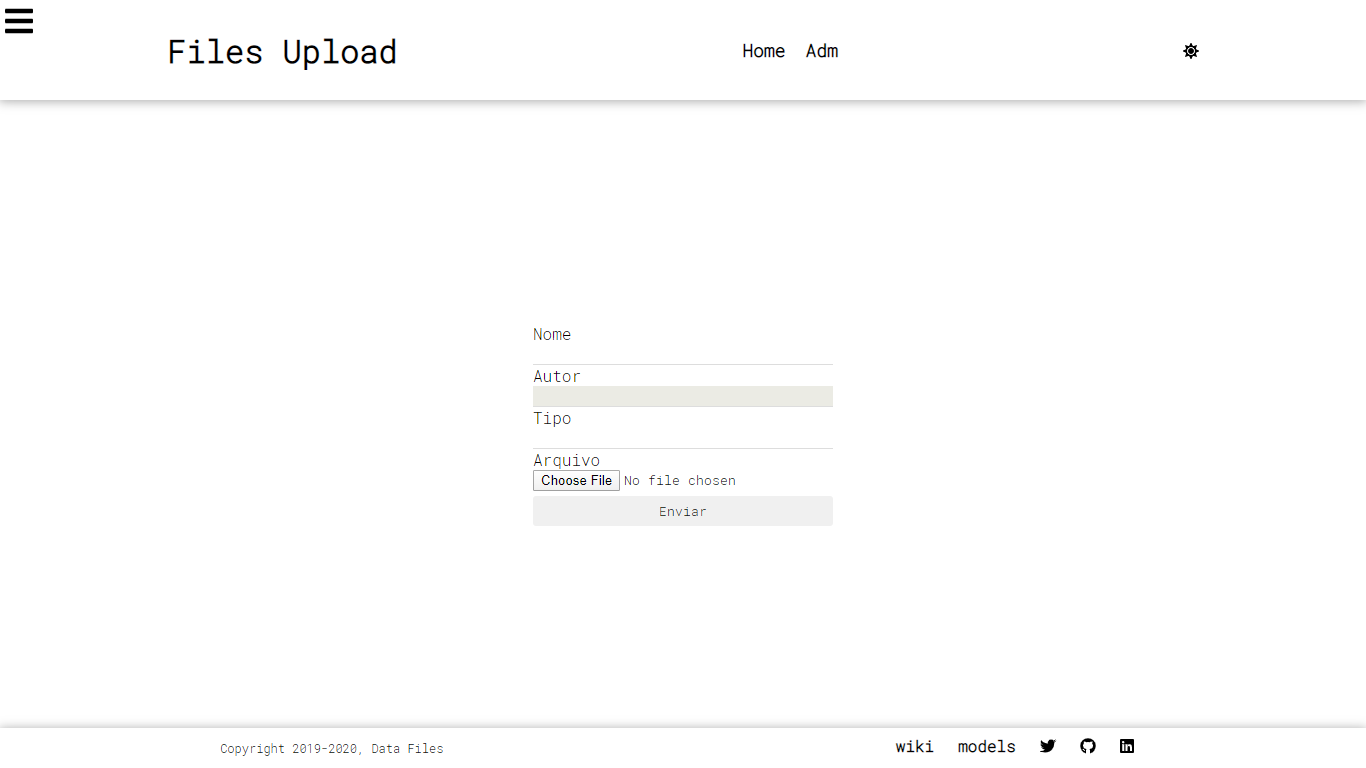 Files Upload
Home Adm
Nome
Autor
Tipo
Arquivo
Choose File No file chosen
Enviar
Copyright 2019-2020, Data Files
wiki models